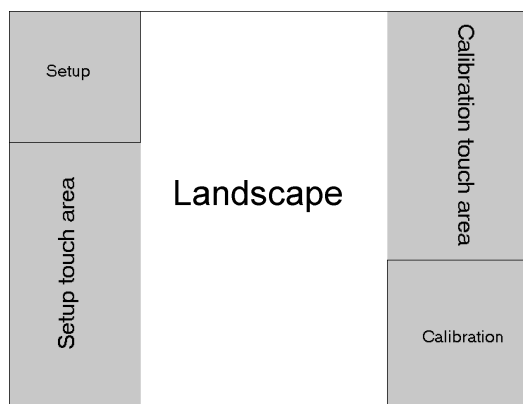 Setup
Setup touch area
Landscape
Calibration touch area
Calibration